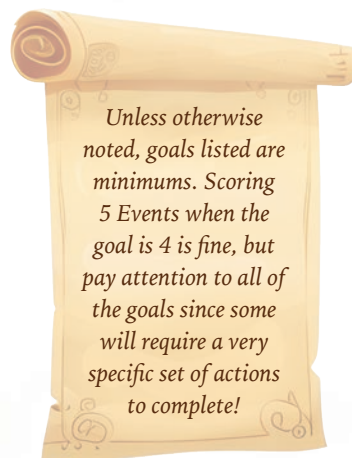 Unless otherwise
noted, goals listed are
minimums. Scoring
5 Events when the
goal is 4 is fine, but
pay attention to all of
the goals since some
will require a very
specific set of actions
to complete!